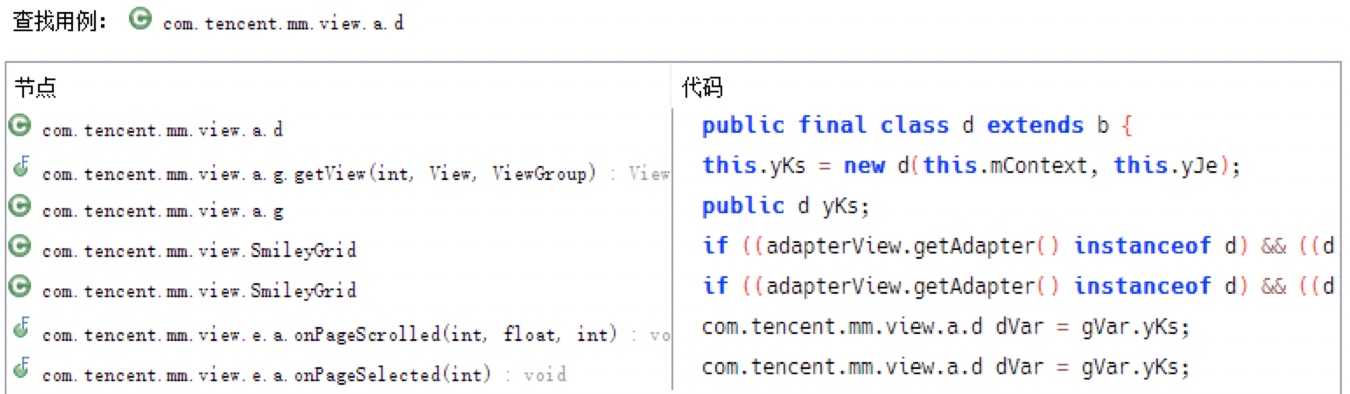 查找用例： com.tencent.mm.view.a.d
节点 代码
com.tencent.mm.view.a.d public final class d extends b {
com.tencent.mm.view.a.g.getView(int, View, ViewGroup) : View this.yKs = new d(this.mContext, this.yJe);
com.tencent.mm.view.a.g public d yKs;
com.tencent.mm.view.SmileyGrid if ((adapterView.getAdapter() instanceof d) && ((d
com.tencent.mm.view.SmileyGrid if ((adapterView.getAdapter() instanceof d) && ((d
com.tencent.mm.view.e.a.onPageScrolled(int, float, int) : vo com.tencent.mm.view.a.d dVar = gVar.yKs;
com.tencent.mm.view.e.a.onPageSelected(int) : void com.tencent.mm.view.a.d dVar = gVar.yKs;